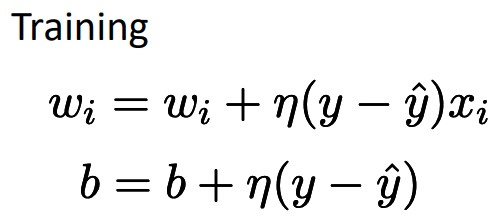 Training
wᵢ = wᵢ + η(y − ŷ)xᵢ
b = b + η(y − ŷ)